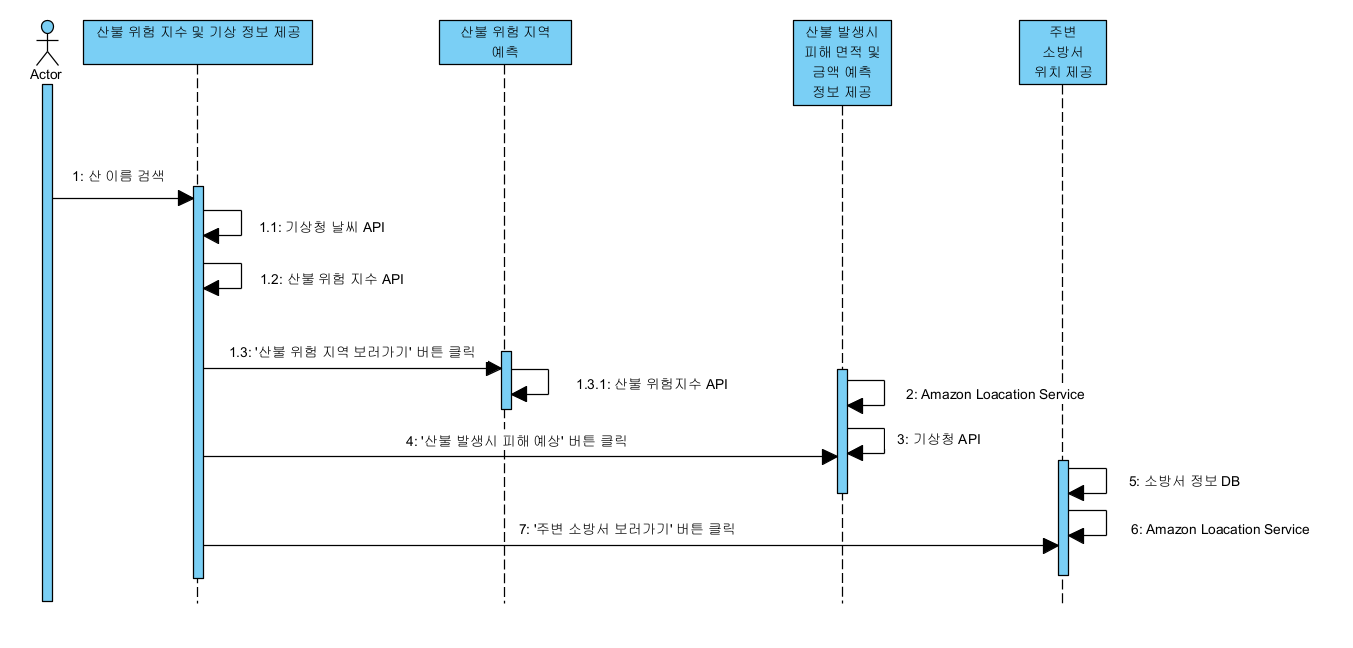 산불 위험 지수 및 기상 정보 제공
산불 위험 지역
예측
산불 발생시
피해 면적 및
금액 예측
정보 제공
주변
소방서
위치 제공
Actor
1: 산 이름 검색
1.1: 기상청 날씨 API
1.2: 산불 위험 지수 API
1.3: '산불 위험 지역 보러가기' 버튼 클릭
1.3.1: 산불 위험지수 API
2: Amazon Loacation Service
3: 기상청 API
4: '산불 발생시 피해 예상' 버튼 클릭
5: 소방서 정보 DB
6: Amazon Loacation Service
7: '주변 소방서 보러가기' 버튼 클릭